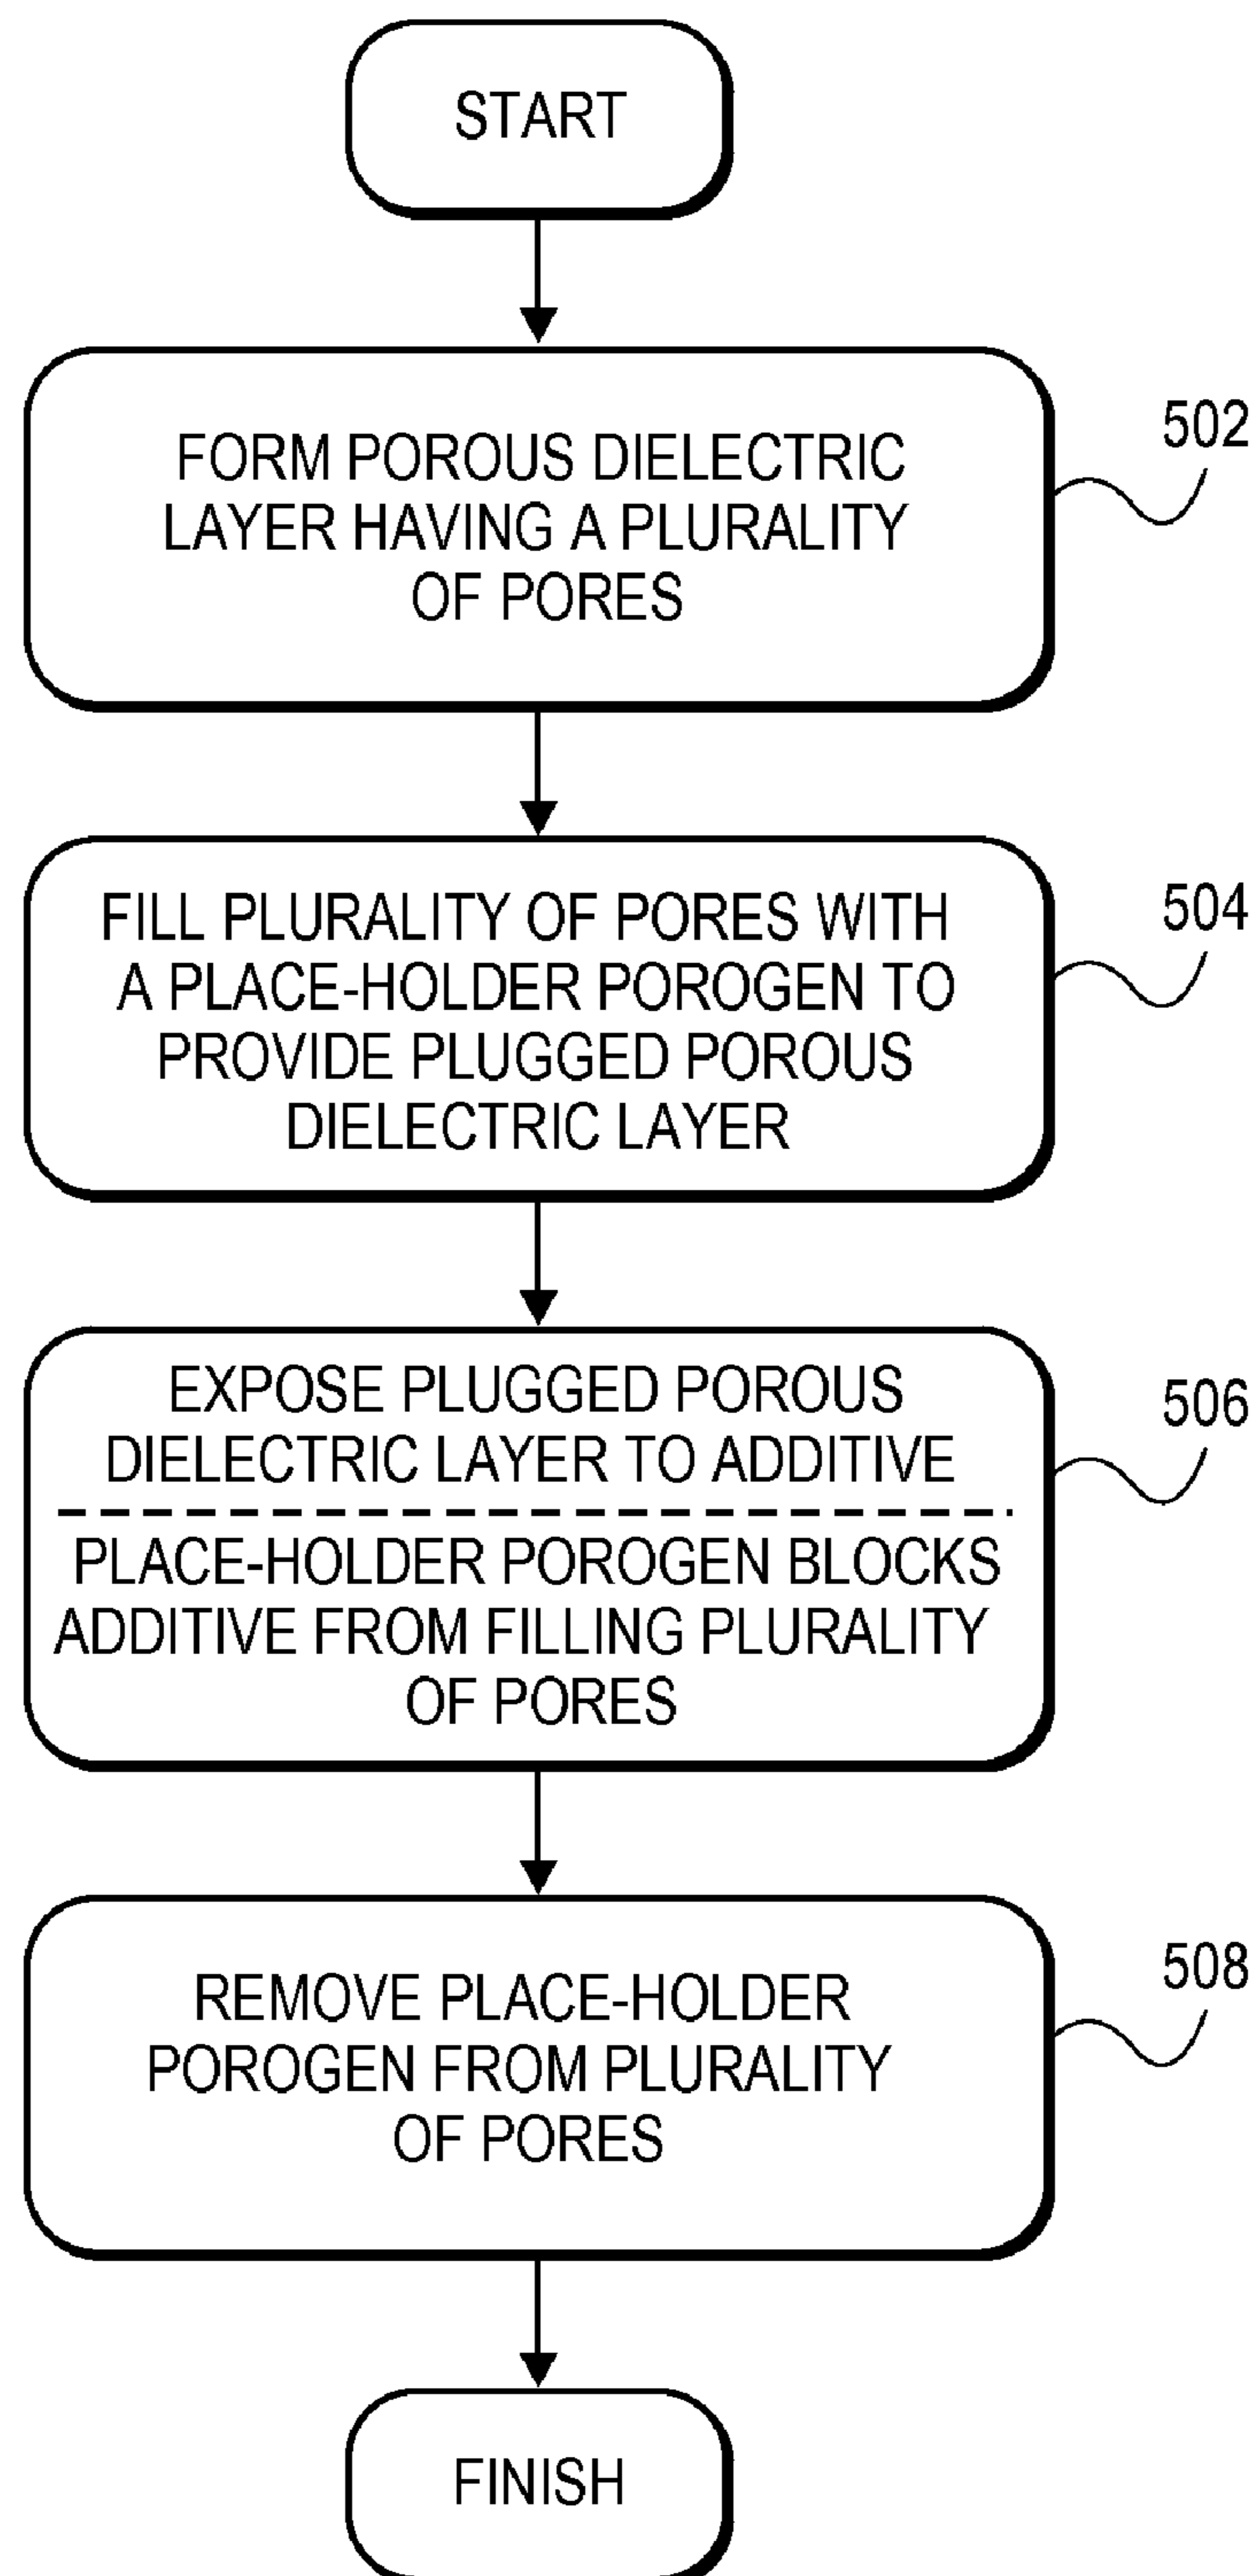 START
FORM POROUS DIELECTRIC
LAYER HAVING A PLURALITY
OF PORES
502
FILL PLURALITY OF PORES WITH
A PLACE-HOLDER POROGEN TO
PROVIDE PLUGGED POROUS
DIELECTRIC LAYER
504
EXPOSE PLUGGED POROUS
DIELECTRIC LAYER TO ADDITIVE
PLACE-HOLDER POROGEN BLOCKS
ADDITIVE FROM FILLING PLURALITY
OF PORES
506
REMOVE PLACE-HOLDER
POROGEN FROM PLURALITY
OF PORES
508
FINISH